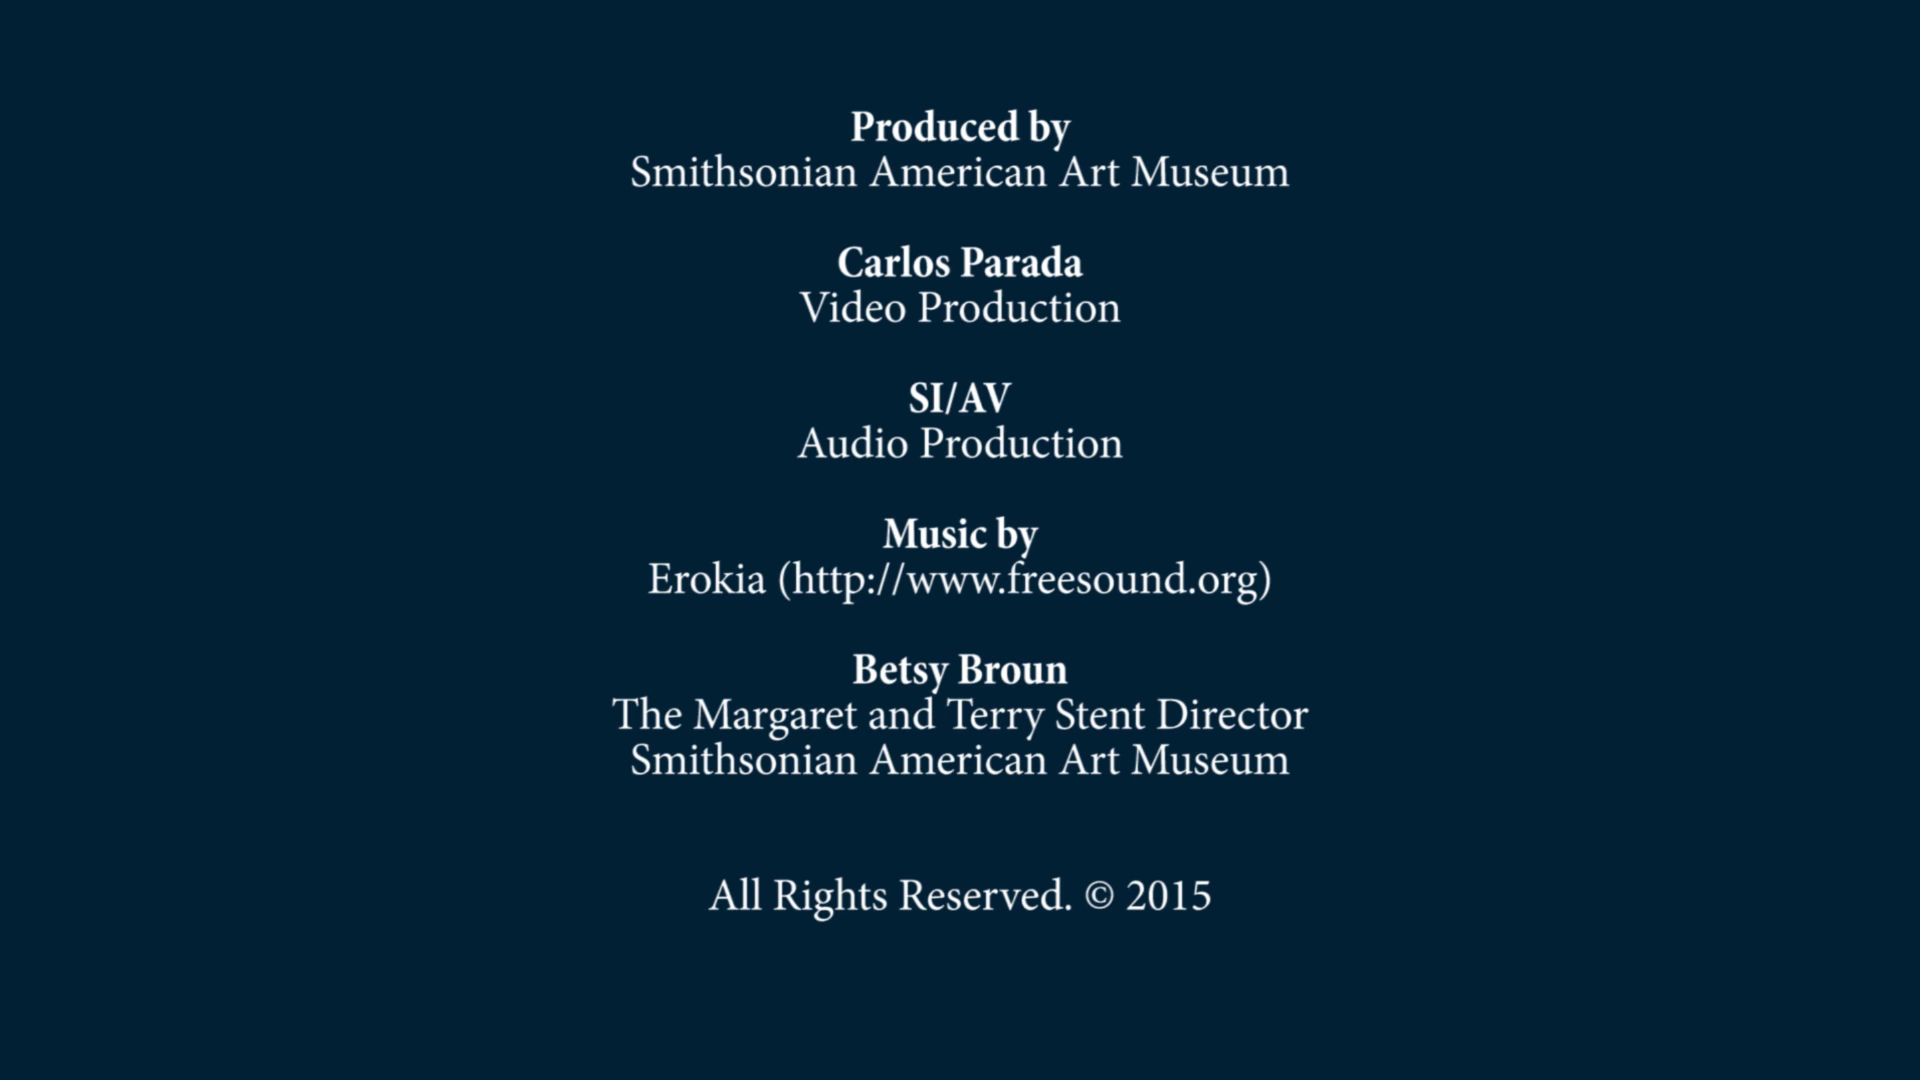 Produced by
Smithsonian American Art Museum
Carlos Parada
Video Production
SI/AV
Audio Production
Music by
Erokia (http://www.freesound.org)
Betsy Broun
The Margaret and Terry Stent Director
Smithsonian American Art Museum
All Rights Reserved. © 2015